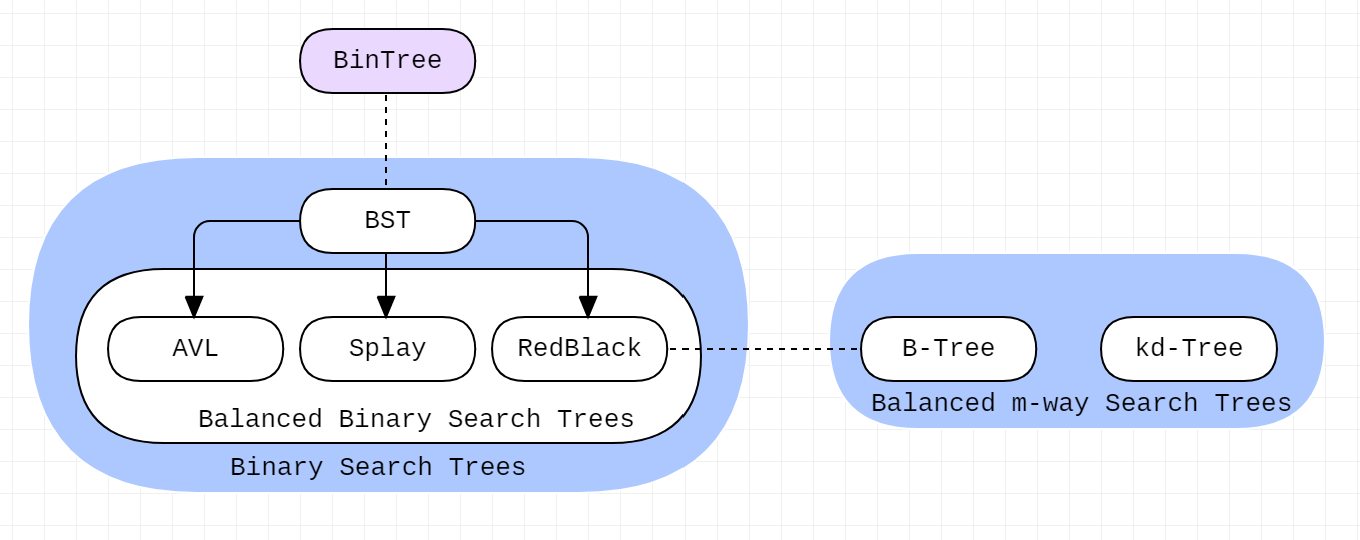 BinTree
BST
AVL
Splay
RedBlack
Balanced Binary Search Trees
Binary Search Trees
B-Tree
kd-Tree
Balanced m-way Search Trees